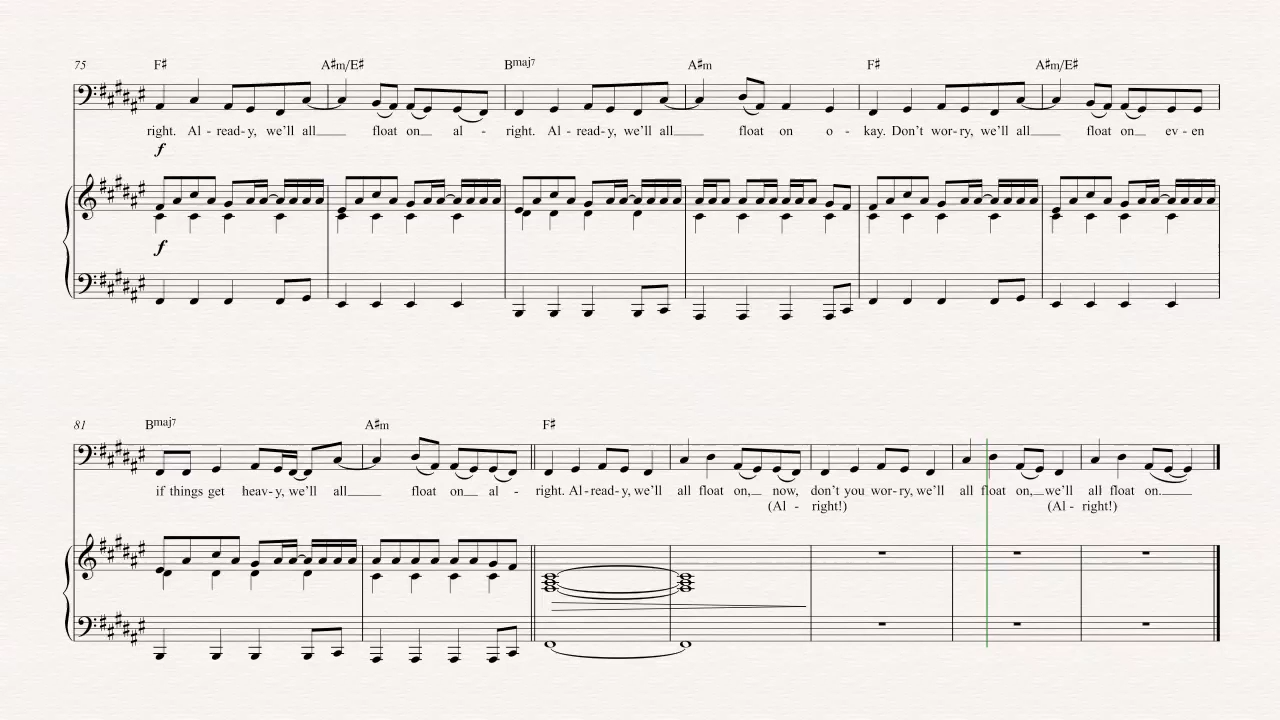 75 F♯ A♯m/E♯ Bmaj7 A♯m F♯ A♯m/E♯
right. Al - read - y, we'll all float on al - right. Al - read - y, we'll all float on o - kay. Don't wor - ry, we'll all float on ev - en
f
f
81 Bmaj7 A♯m F♯
if things get heav - y, we'll all float on al - right. Al - read - y, we'll all float on, now, don't you wor - ry, we'll all float on, we'll all float on.
(Al - right!) (Al - right!)